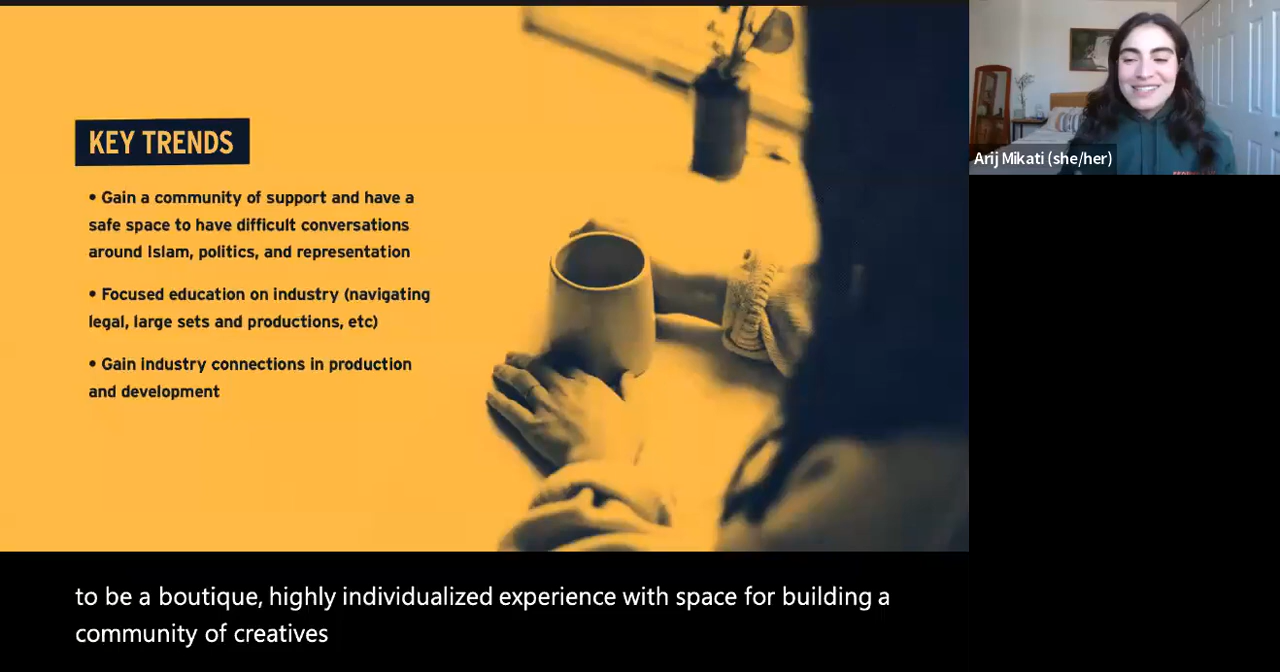 KEY TRENDS
• Gain a community of support and have a
safe space to have difficult conversations
around Islam, politics, and representation
• Focused education on industry (navigating
legal, large sets and productions, etc)
• Gain industry connections in production
and development
Arij Mikati (she/her)
to be a boutique, highly individualized experience with space for building a
community of creatives